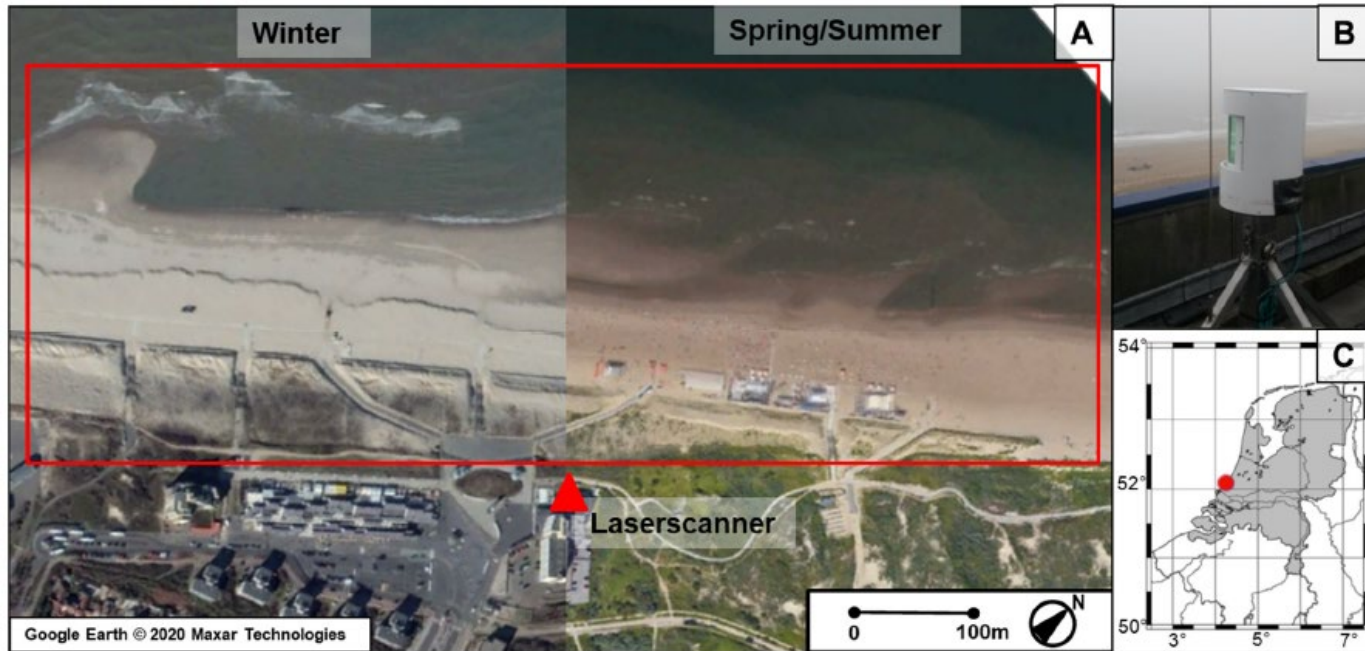 Winter
Spring/Summer
A
Laserscanner
Google Earth © 2020 Maxar Technologies
0
100m
N
B
C
54°
52°
50°
3°
5°
7°